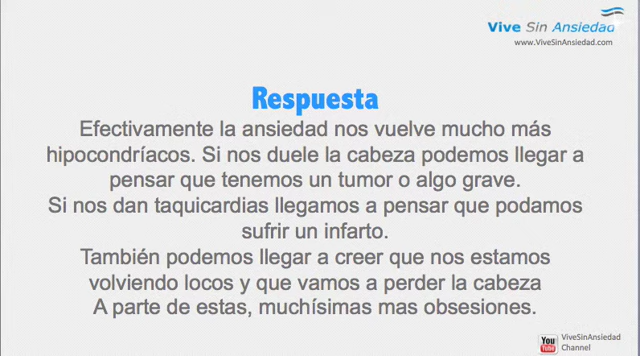 Vive Sin Ansiedad
www.ViveSinAnsiedad.com
Respuesta
Efectivamente la ansiedad nos vuelve mucho más
hipocondríacos. Si nos duele la cabeza podemos llegar a
pensar que tenemos un tumor o algo grave.
Si nos dan taquicardias llegamos a pensar que podamos
sufrir un infarto.
También podemos llegar a creer que nos estamos
volviendo locos y que vamos a perder la cabeza
A parte de estas, muchísimas mas obsesiones.
You
Tube
ViveSinAnsiedad
Channel